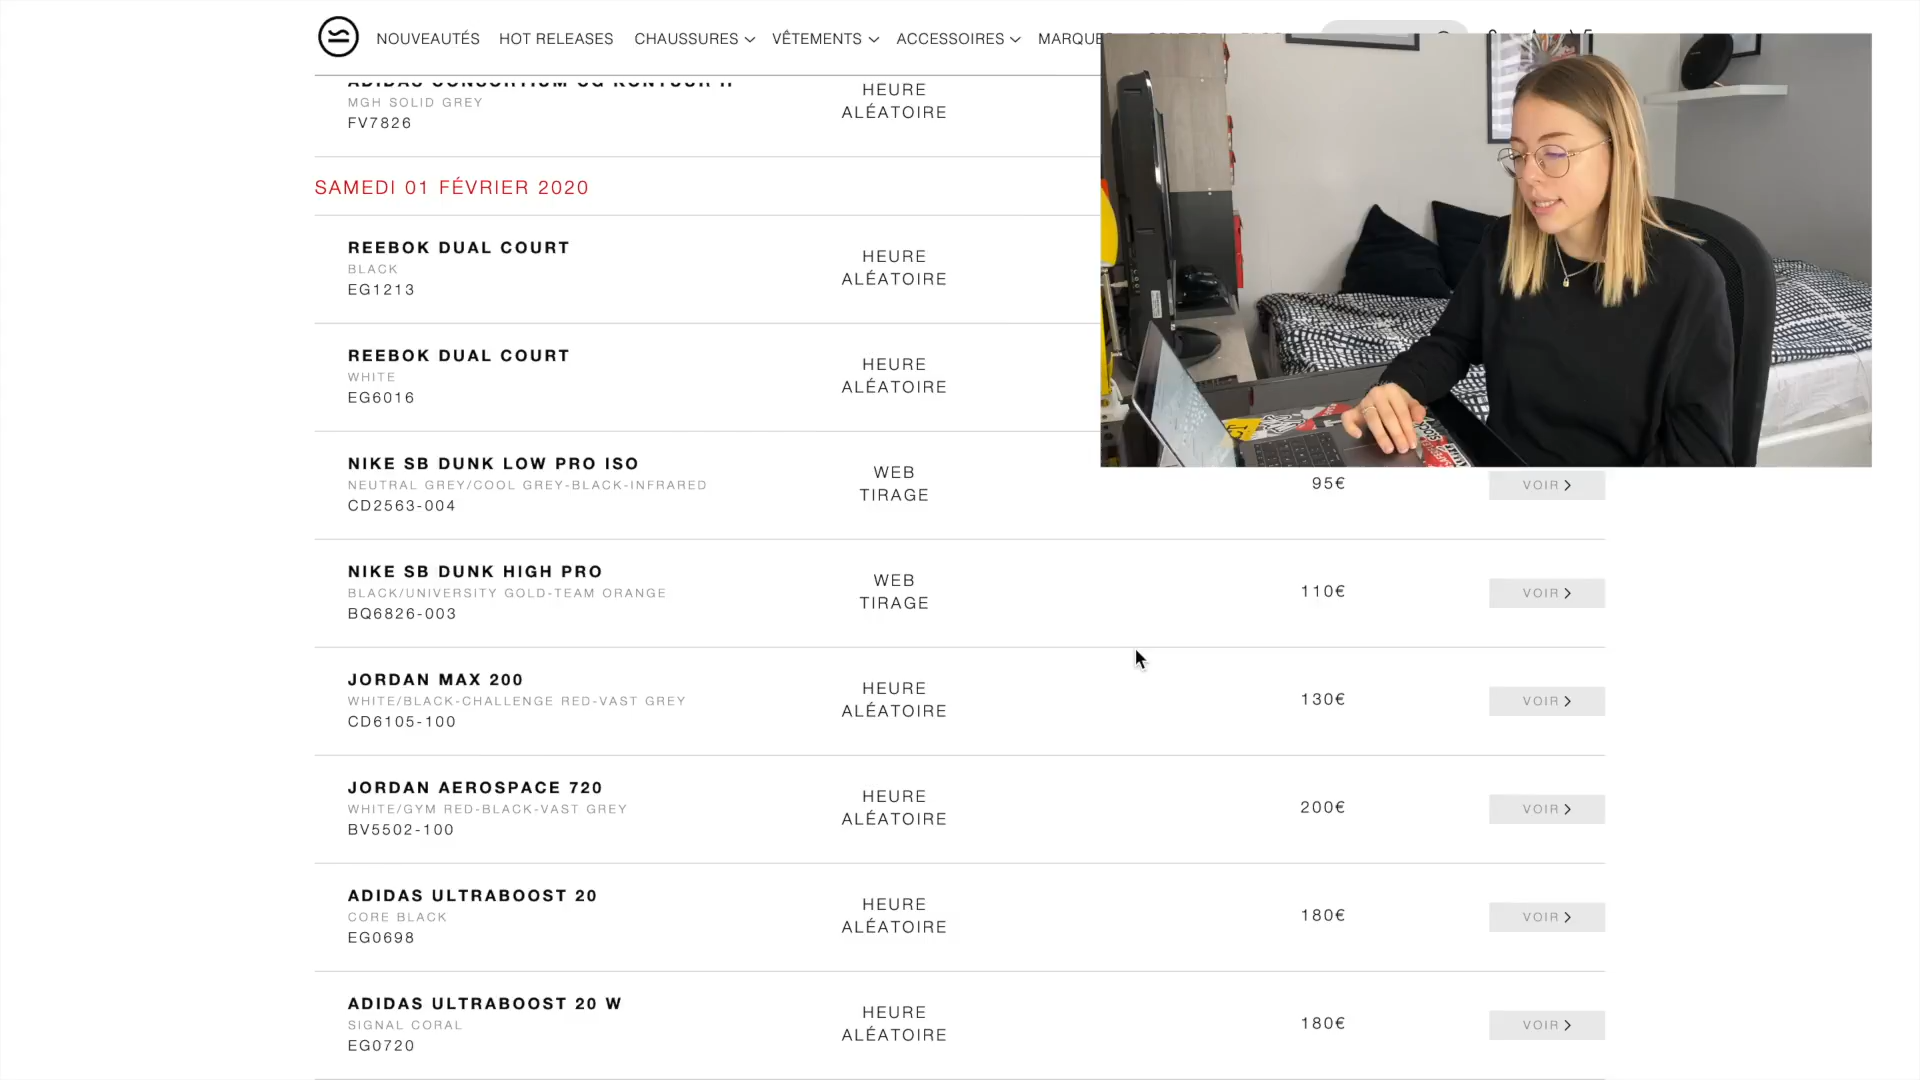 NOUVEAUTÉS HOT RELEASES CHAUSSURES VÊTEMENTS ACCESSOIRES MARQUES
ADIDAS CONSORTIUM OG KONTUUR II
MGH SOLID GREY
FV7826
HEURE
ALÉATOIRE
SAMEDI 01 FÉVRIER 2020
REEBOK DUAL COURT
BLACK
EG1213
HEURE
ALÉATOIRE
REEBOK DUAL COURT
WHITE
EG6016
HEURE
ALÉATOIRE
NIKE SB DUNK LOW PRO ISO
NEUTRAL GREY/COOL GREY-BLACK-INFRARED
CD2563-004
WEB
TIRAGE
95€
VOIR
NIKE SB DUNK HIGH PRO
BLACK/UNIVERSITY GOLD-TEAM ORANGE
BQ6826-003
WEB
TIRAGE
110€
VOIR
JORDAN MAX 200
WHITE/BLACK-CHALLENGE RED-VAST GREY
CD6105-100
HEURE
ALÉATOIRE
130€
VOIR
JORDAN AEROSPACE 720
WHITE/GYM RED-BLACK-VAST GREY
BV5502-100
HEURE
ALÉATOIRE
200€
VOIR
ADIDAS ULTRABOOST 20
CORE BLACK
EG0698
HEURE
ALÉATOIRE
180€
VOIR
ADIDAS ULTRABOOST 20 W
SIGNAL CORAL
EG0720
HEURE
ALÉATOIRE
180€
VOIR